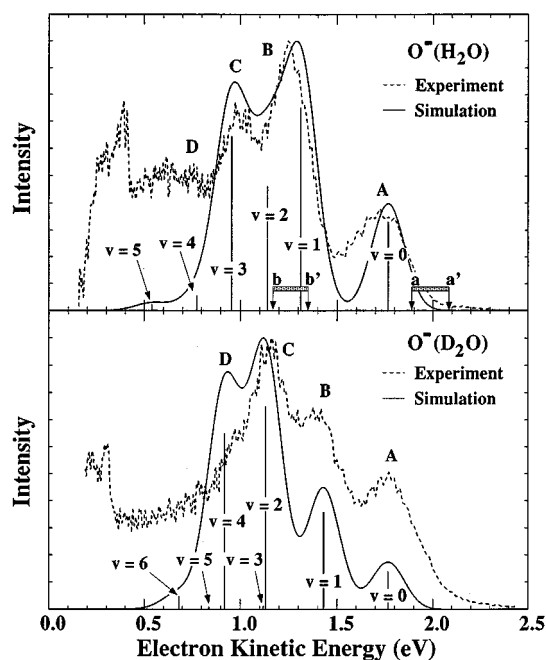 O⁻(H₂O)
Experiment
Simulation
Intensity
A
B
C
D
v = 0
v = 1
v = 2
v = 3
v = 4
v = 5
b b'
a a'
O⁻(D₂O)
Experiment
Simulation
Intensity
A
B
C
D
v = 0
v = 1
v = 2
v = 3
v = 4
v = 5
v = 6
0.0 0.5 1.0 1.5 2.0 2.5
Electron Kinetic Energy (eV)